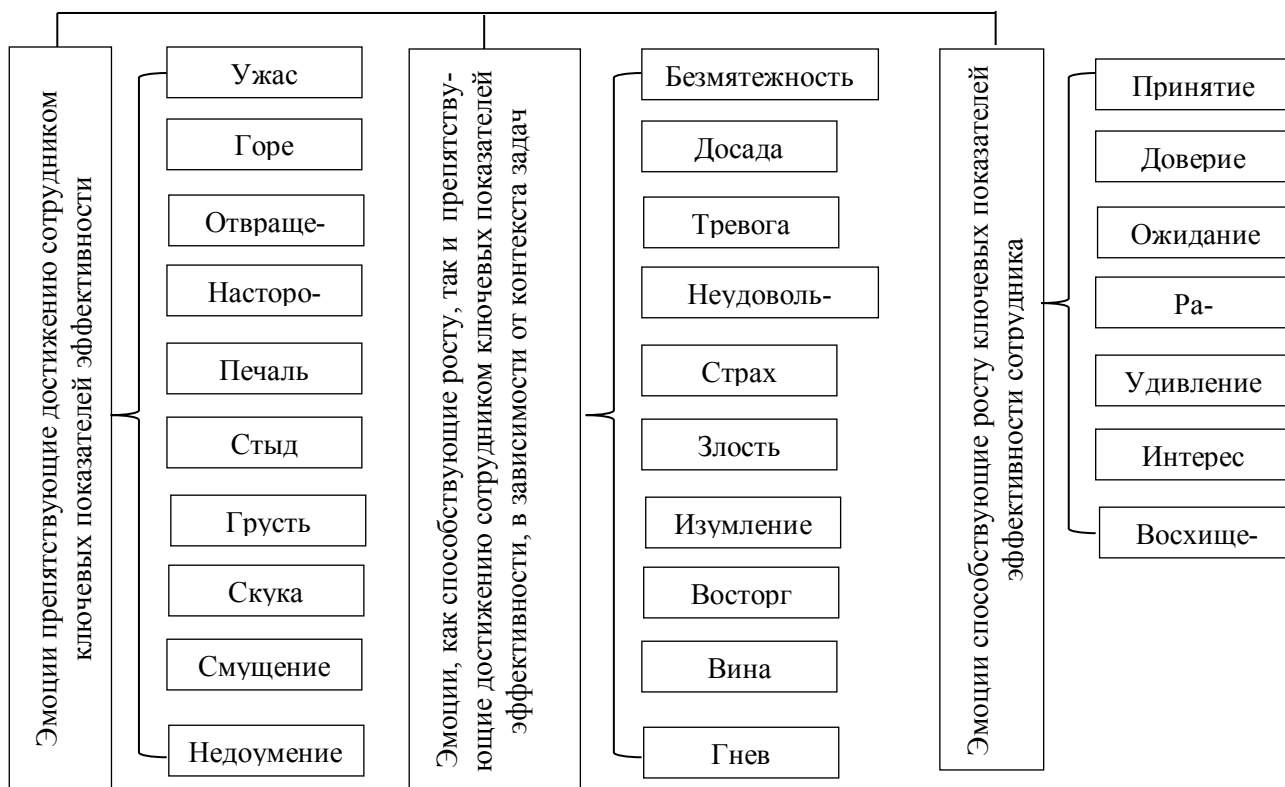 Эмоции препятствующие достижению сотрудником
ключевых показателей эффективности
Ужас
Горе
Отвраще-
Насторо-
Печаль
Стыд
Грусть
Скука
Смущение
Недоумение
Эмоции, как способствующие росту, так и препятству-
ющие достижению сотрудником ключевых показателей
эффективности, в зависимости от контекста задач
Безмятежность
Досада
Тревога
Неудоволь-
Страх
Злость
Изумление
Восторг
Вина
Гнев
Эмоции способствующие росту ключевых показателей
эффективности сотрудника
Принятие
Доверие
Ожидание
Ра-
Удивление
Интерес
Восхище-